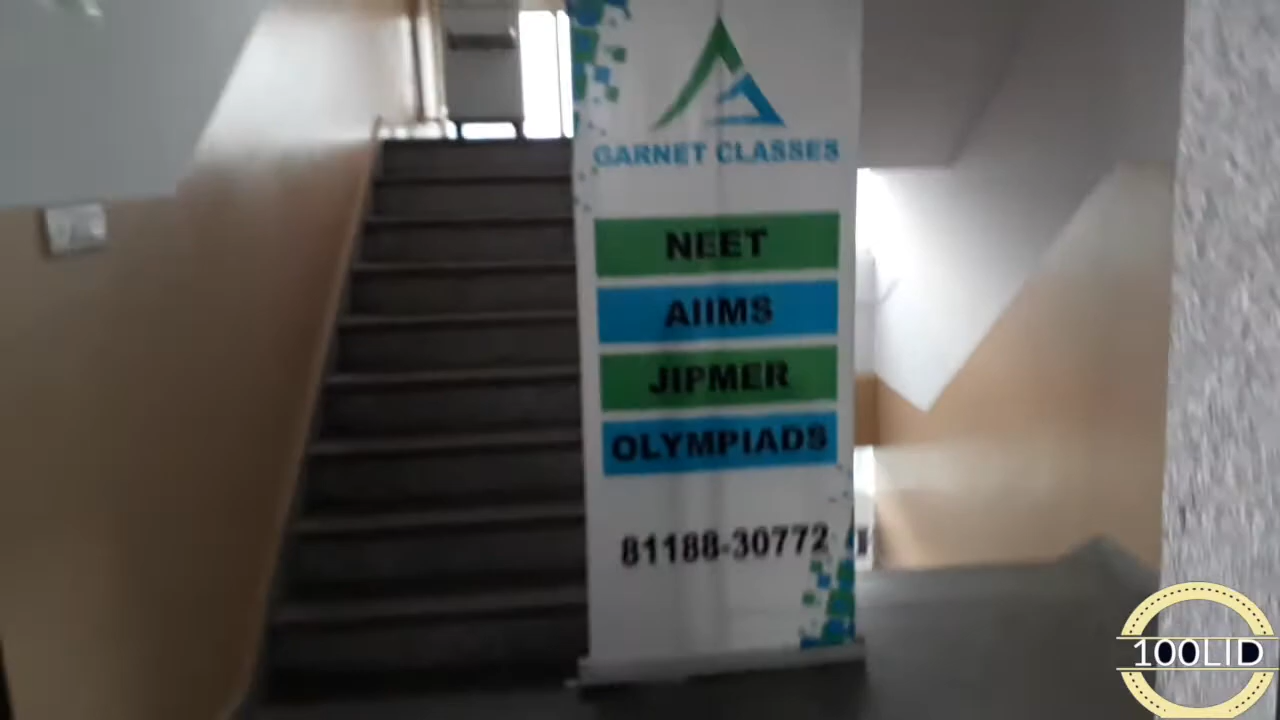 GARNET CLASSES
NEET
AIIMS
JIPMER
OLYMPIADS
81188-30772
100LID